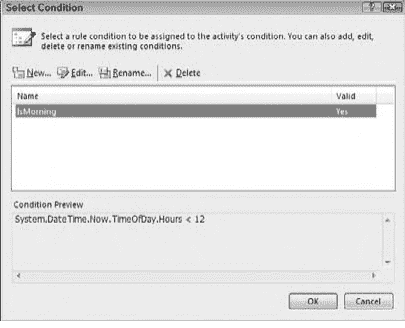 Select Condition
Select a rule condition to be assigned to the activity's condition. You can also add, edit,
delete or rename existing conditions.
New... Edit... Rename... Delete
Name Valid
IsMorning Yes
Condition Preview
System.DateTime.Now.TimeOfDay.Hours < 12
OK Cancel